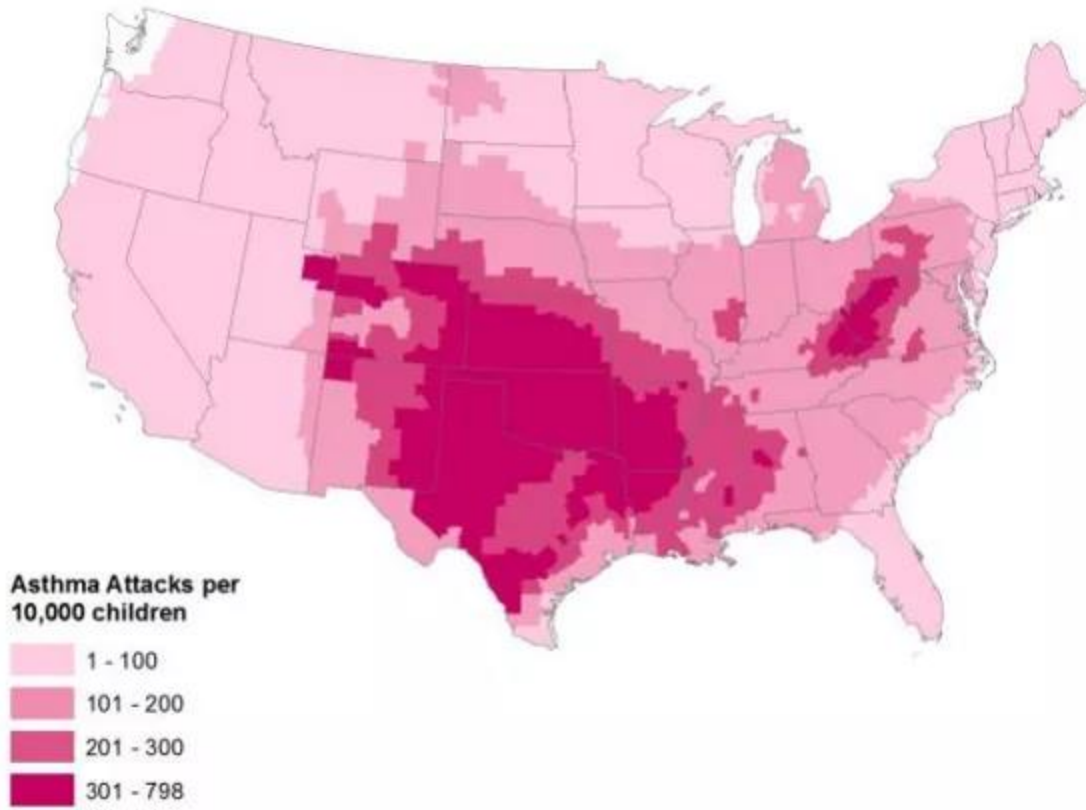 Asthma Attacks per
10,000 children
1 - 100
101 - 200
201 - 300
301 - 798